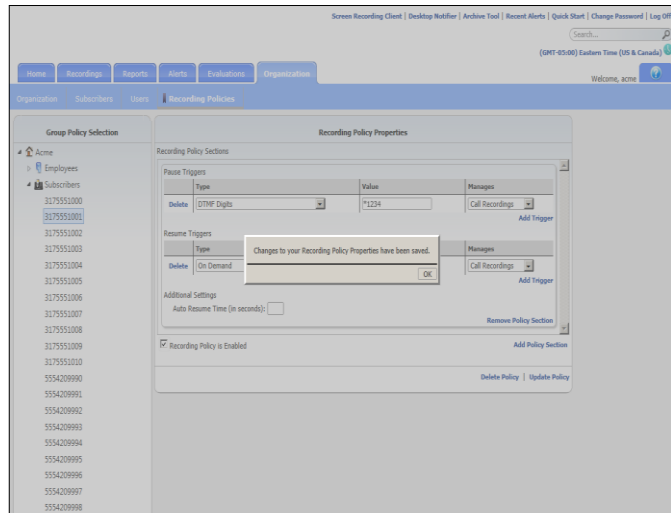 Screen Recording Client | Desktop Notifier | Archive Tool | Recent Alerts | Quick Start | Change Password | Log Off
Search...
(GMT-05:00) Eastern Time (US & Canada)
Home Recordings Reports Alerts Evaluations Organization
Welcome, acme
Organization Subscribers Users Recording Policies
Group Policy Selection
Acme
Employees
Subscribers
3175551000
3175551001
3175551002
3175551003
3175551004
3175551005
3175551006
3175551007
3175551008
3175551009
3175551010
5554209990
5554209991
5554209992
5554209993
5554209994
5554209995
5554209996
5554209997
5554209998
Recording Policy Properties
Recording Policy Sections
Pause Triggers
Type Value Manages
Delete DTMF Digits *1234 Call Recordings
Add Trigger
Resume Triggers
Type Manages
Delete On Demand Call Recordings
Add Trigger
Changes to your Recording Policy Properties have been saved.
OK
Additional Settings
Auto Resume Time (in seconds):
Remove Policy Section
Recording Policy is Enabled
Add Policy Section
Delete Policy | Update Policy